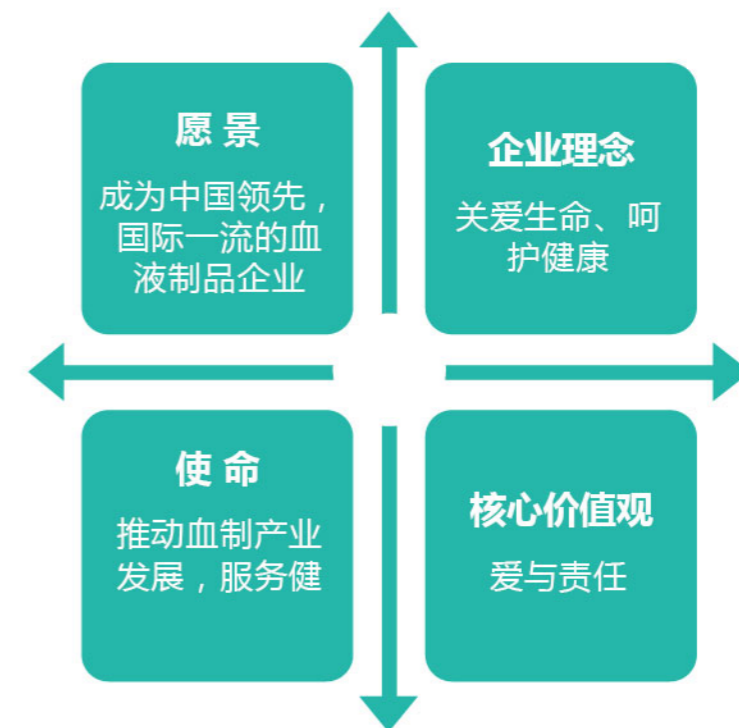 愿 景
成为中国领先，
国际一流的血
液制品企业
企业理念
关爱生命、呵
护健康
使 命
推动血制产业
发展，服务健
核心价值观
爱与责任